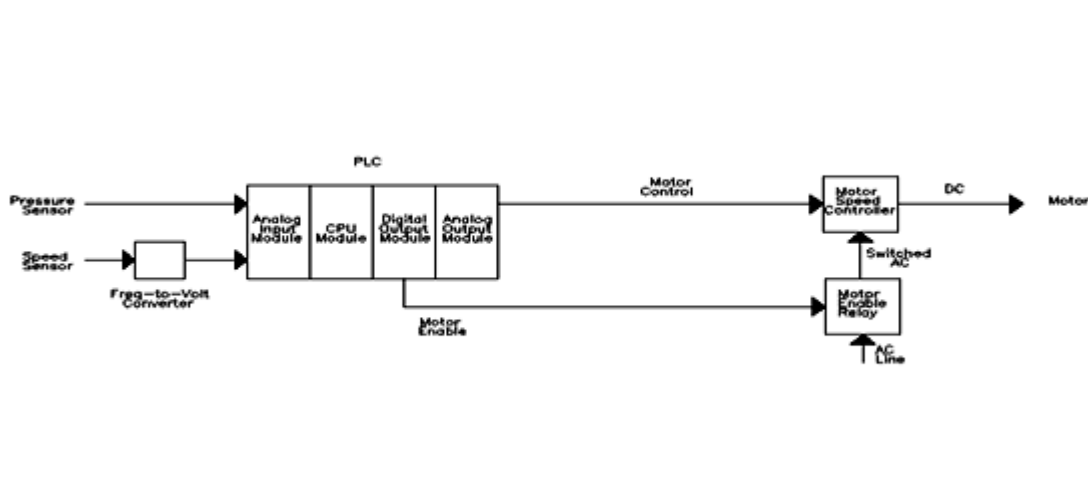 PLC
Pressure
Sensor
Speed
Sensor
Freq-to-Volt
Converter
Analog
Input
Module
CPU
Module
Digital
Output
Module
Analog
Output
Module
Motor
Control
Motor
Enable
Motor
Speed
Controller
DC
Motor
Switched
AC
Motor
Enable
Relay
AC
Line